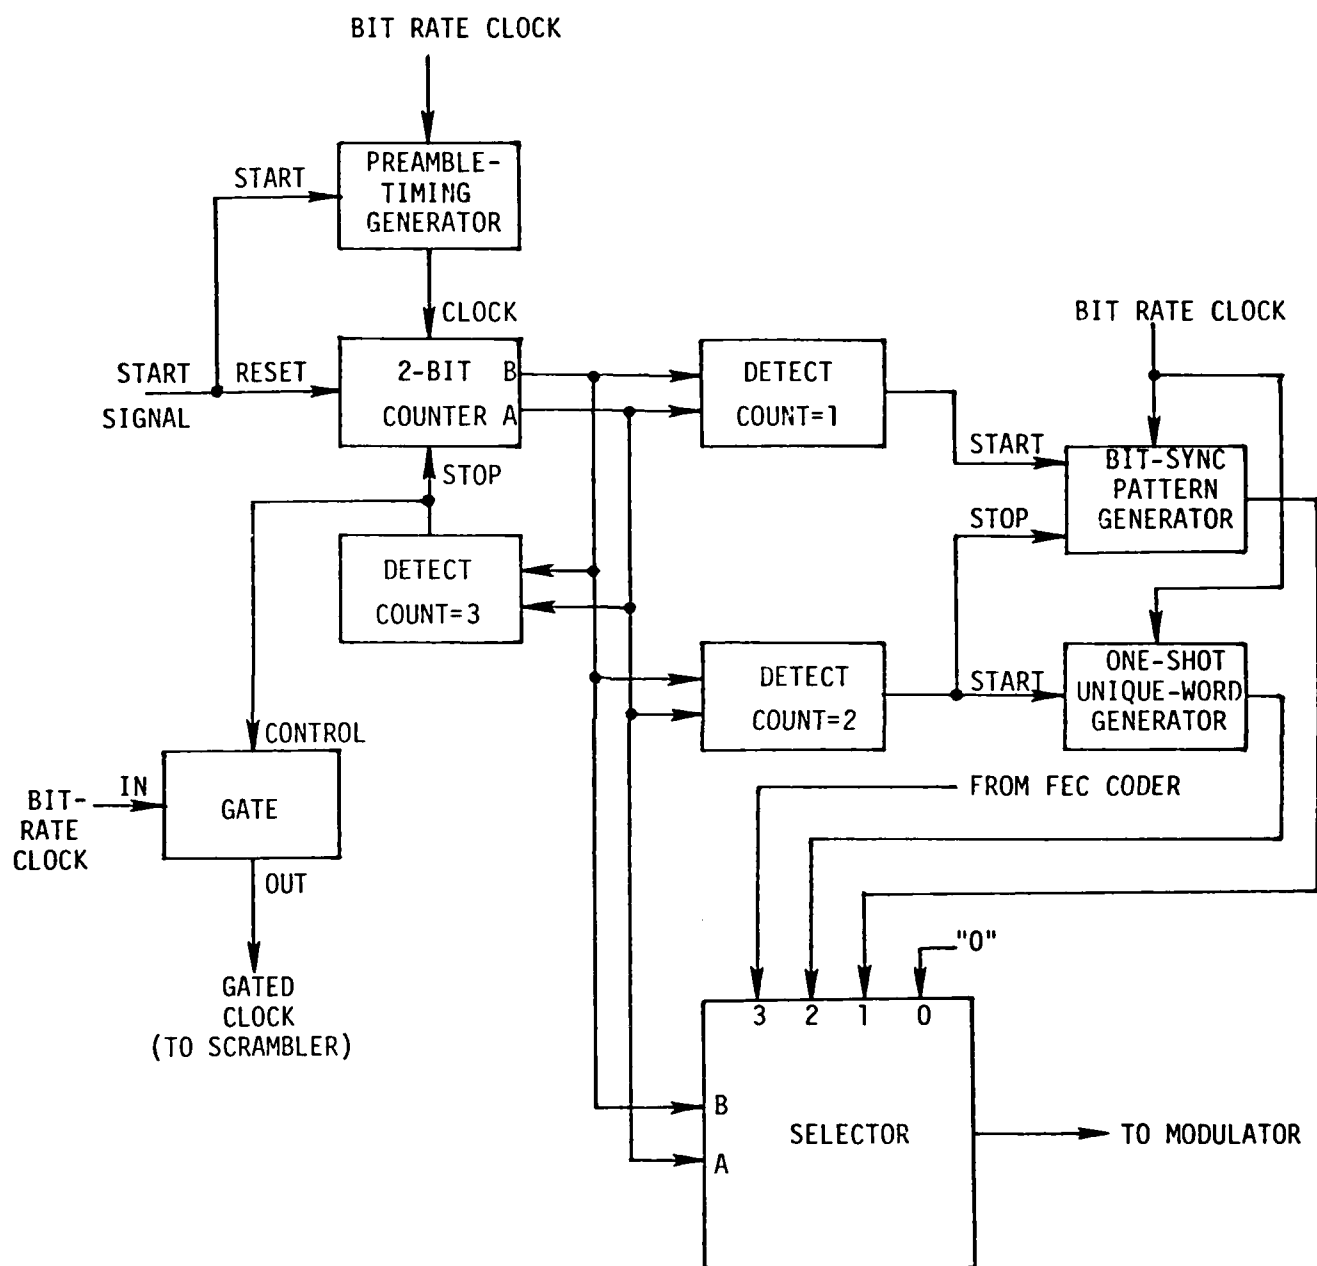 BIT RATE CLOCK
PREAMBLE-
TIMING
GENERATOR
START
CLOCK
START
SIGNAL
RESET
2-BIT
COUNTER
B
A
STOP
DETECT
COUNT=1
BIT RATE CLOCK
START
BIT-SYNC
PATTERN
GENERATOR
STOP
DETECT
COUNT=3
DETECT
COUNT=2
START
ONE-SHOT
UNIQUE-WORD
GENERATOR
CONTROL
BIT-
RATE
CLOCK
IN
GATE
OUT
GATED
CLOCK
(TO SCRAMBLER)
FROM FEC CODER
"0"
3 2 1 0
B
A
SELECTOR
TO MODULATOR